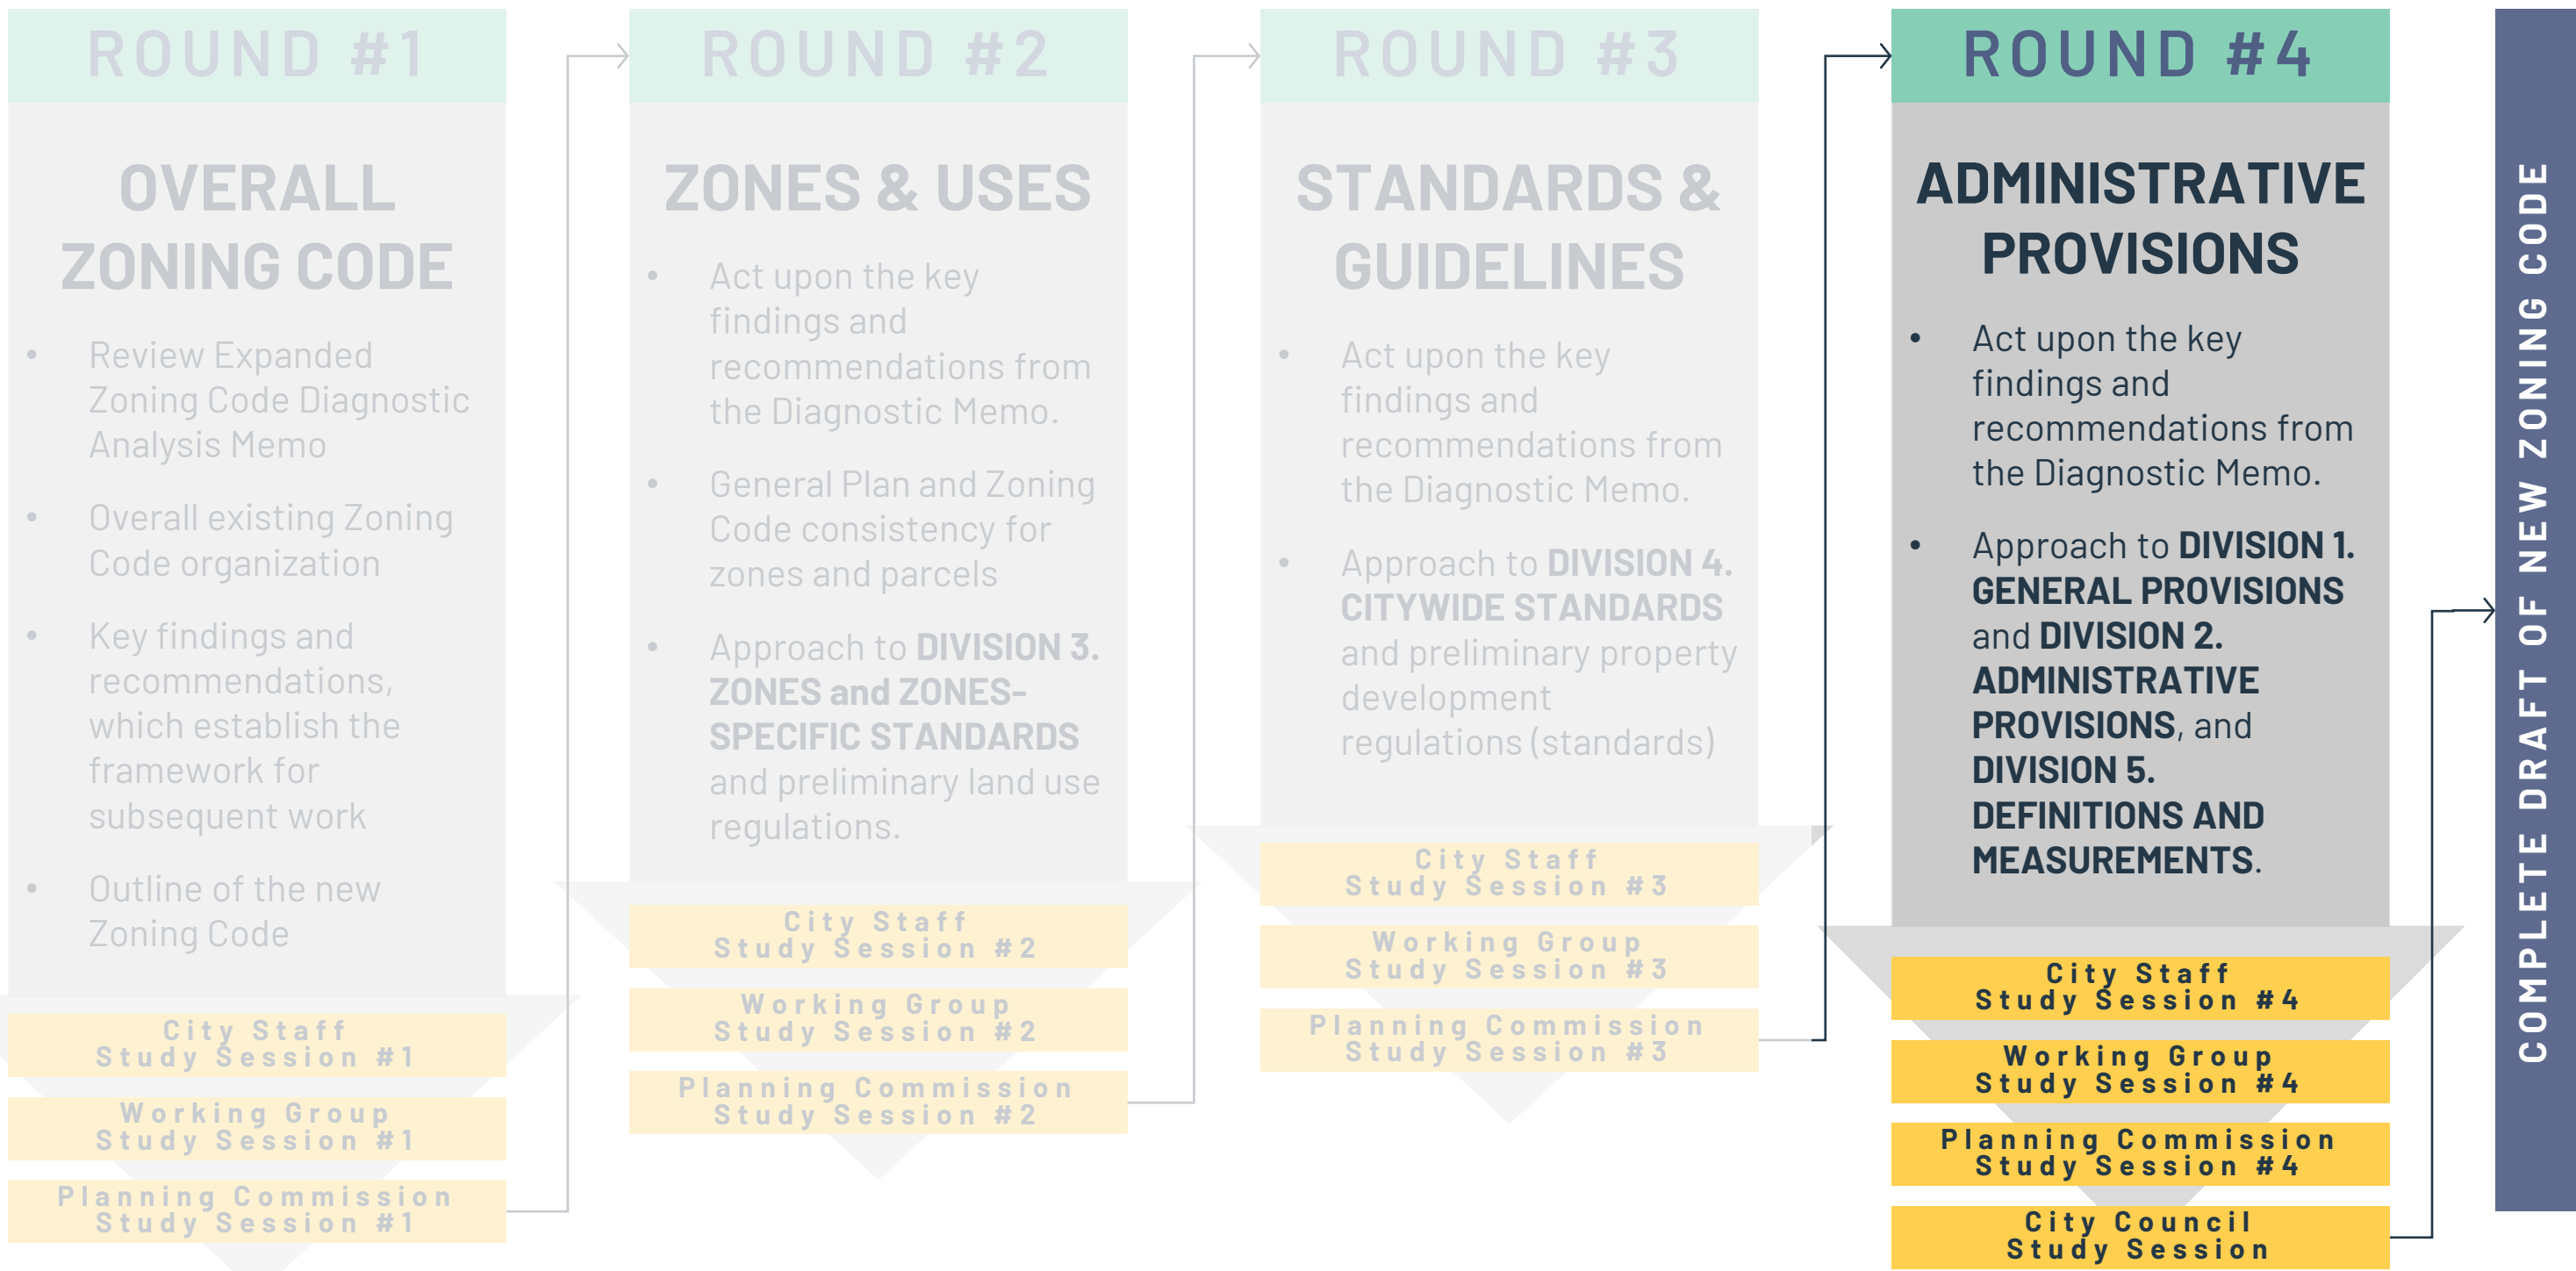 ROUND #1
OVERALL
ZONING CODE
• Review Expanded
Zoning Code Diagnostic
Analysis Memo
• Overall existing Zoning
Code organization
• Key findings and
recommendations,
which establish the
framework for
subsequent work
• Outline of the new
Zoning Code
City Staff
Study Session #1
Working Group
Study Session #1
Planning Commission
Study Session #1
ROUND #2
ZONES & USES
• Act upon the key
findings and
recommendations from
the Diagnostic Memo.
• General Plan and Zoning
Code consistency for
zones and parcels
• Approach to DIVISION 3.
ZONES and ZONES-
SPECIFIC STANDARDS
and preliminary land use
regulations.
City Staff
Study Session #2
Working Group
Study Session #2
Planning Commission
Study Session #2
ROUND #3
STANDARDS &
GUIDELINES
• Act upon the key
findings and
recommendations from
the Diagnostic Memo.
• Approach to DIVISION 4.
CITYWIDE STANDARDS
and preliminary property
development
regulations (standards)
City Staff
Study Session #3
Working Group
Study Session #3
Planning Commission
Study Session #3
ROUND #4
ADMINISTRATIVE
PROVISIONS
• Act upon the key
findings and
recommendations from
the Diagnostic Memo.
• Approach to DIVISION 1.
GENERAL PROVISIONS
and DIVISION 2.
ADMINISTRATIVE
PROVISIONS, and
DIVISION 5.
DEFINITIONS AND
MEASUREMENTS.
City Staff
Study Session #4
Working Group
Study Session #4
Planning Commission
Study Session #4
City Council
Study Session
COMPLETE DRAFT OF NEW ZONING CODE